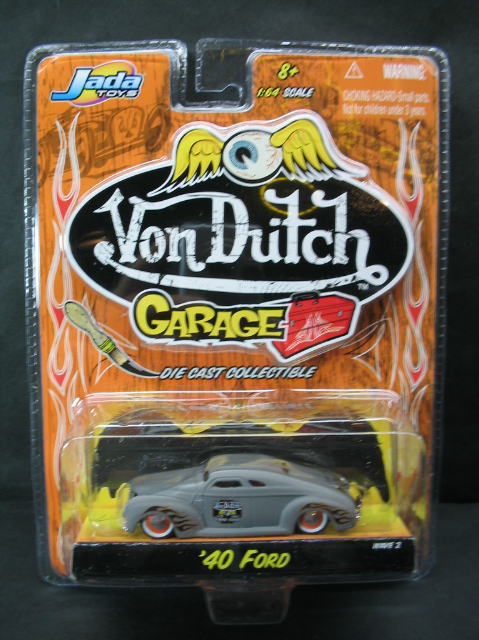 Jada
TOYS
8+
1:64 SCALE
WARNING:
CHOKING HAZARD-Small parts.
Not for children under 3 years.
Von Dutch
TM
GARAGE
DIE CAST COLLECTIBLE
'40 FORD
WAVE 2